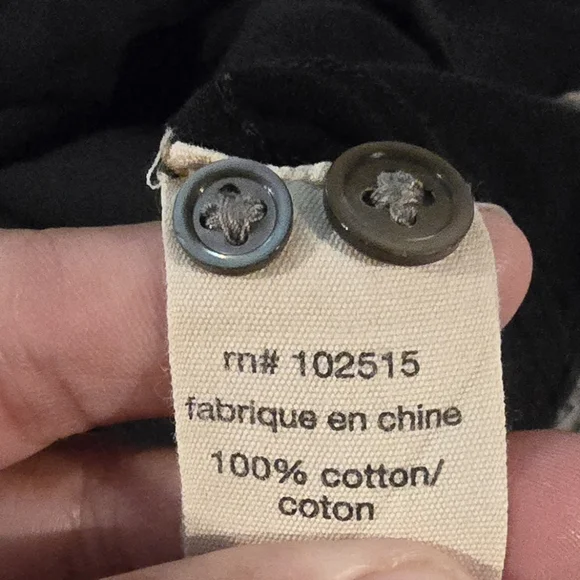 rn# 102515
fabrique en chine
100% cotton/
coton